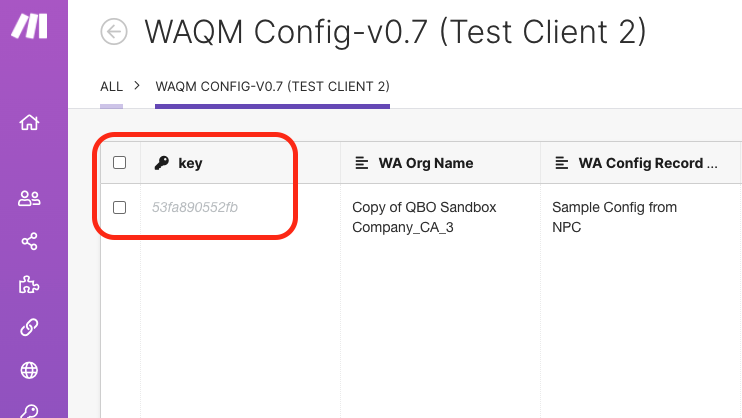 WAQM Config-v0.7 (Test Client 2)
ALL > WAQM CONFIG-V0.7 (TEST CLIENT 2)
key WA Org Name WA Config Record ...
53fa890552fb Copy of QBO Sandbox Sample Config from
Company_CA_3 NPC